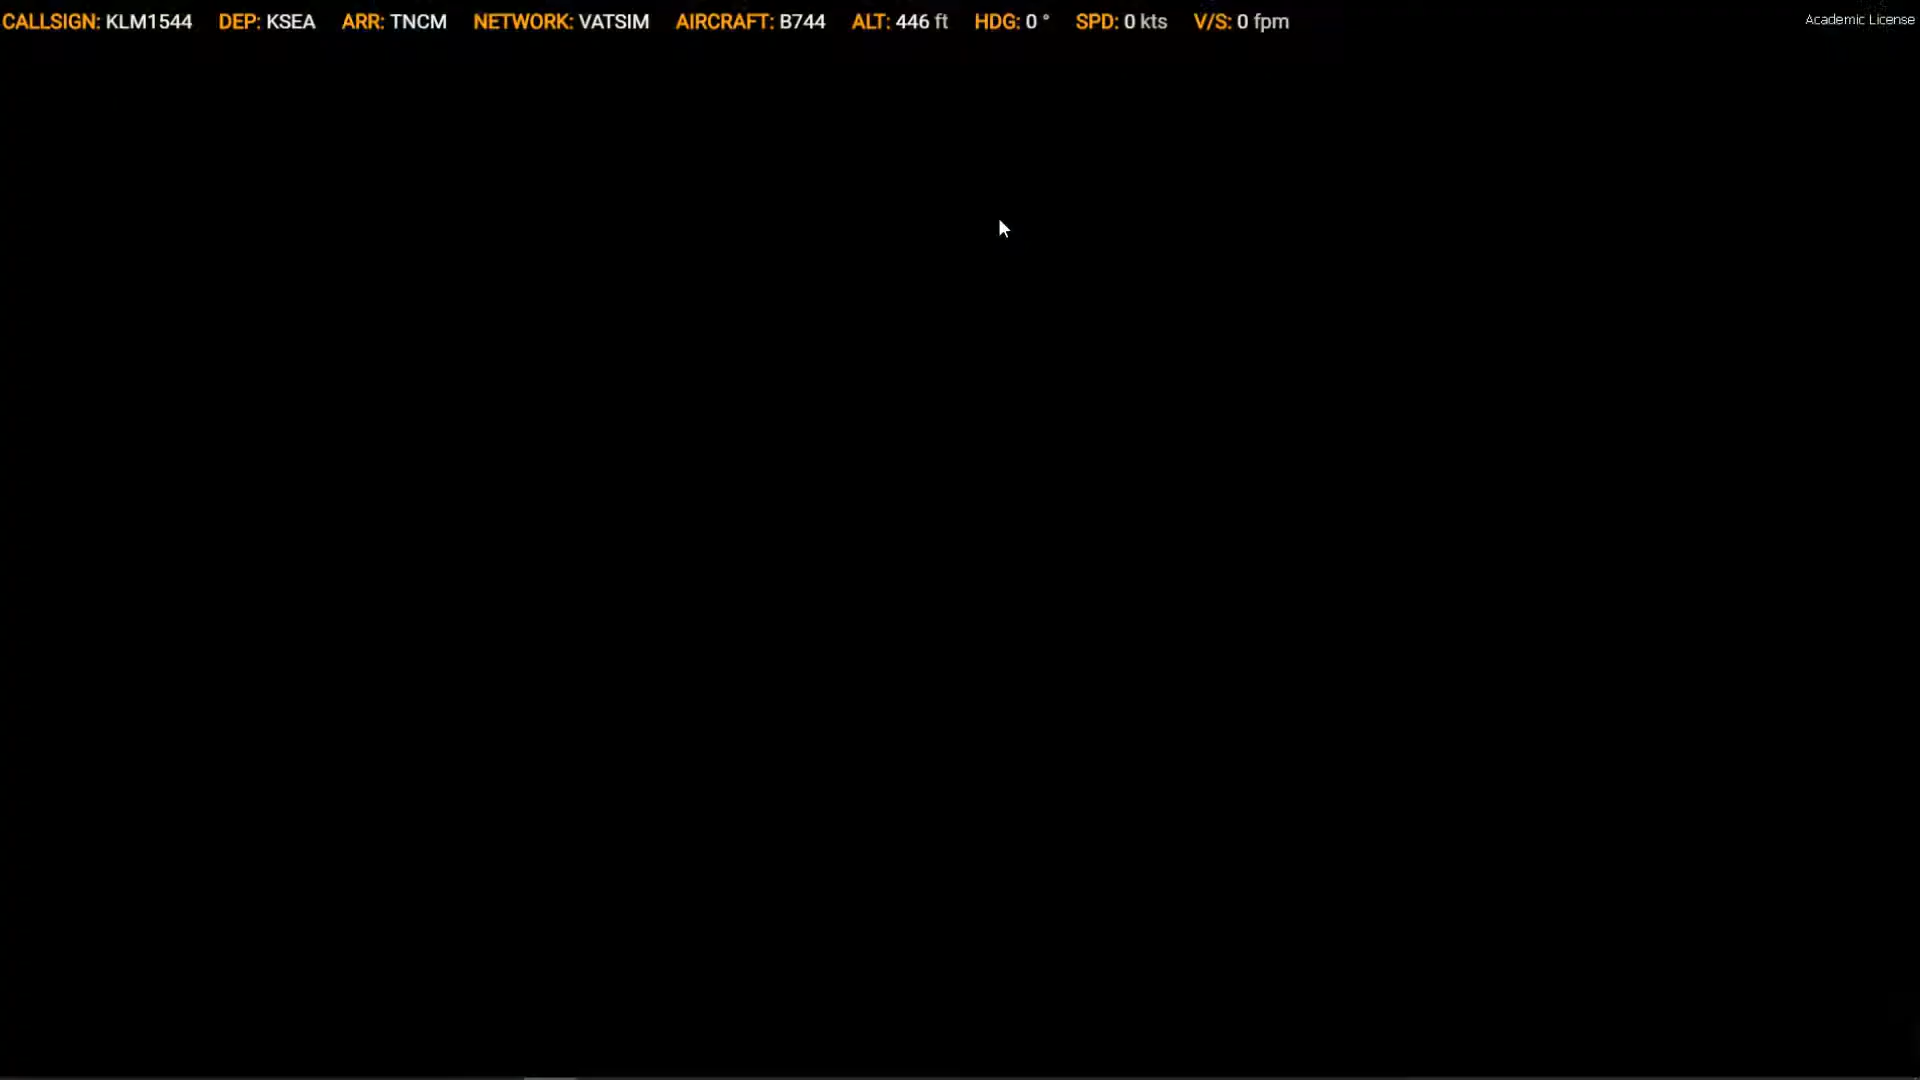 CALLSIGN: KLM1544 DEP: KSEA ARR: TNCM NETWORK: VATSIM AIRCRAFT: B744 ALT: 446 ft HDG: 0 ° SPD: 0 kts V/S: 0 fpm
Academic License